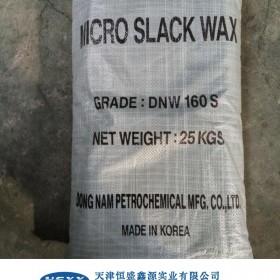 MICRO SLACK WAX
GRADE : DNW 160 S
NET WEIGHT : 25 KGS
DONG NAM PETROCHEMICAL MFG. CO.,LTD.
MADE IN KOREA
天津恒盛鑫源实业有限公司